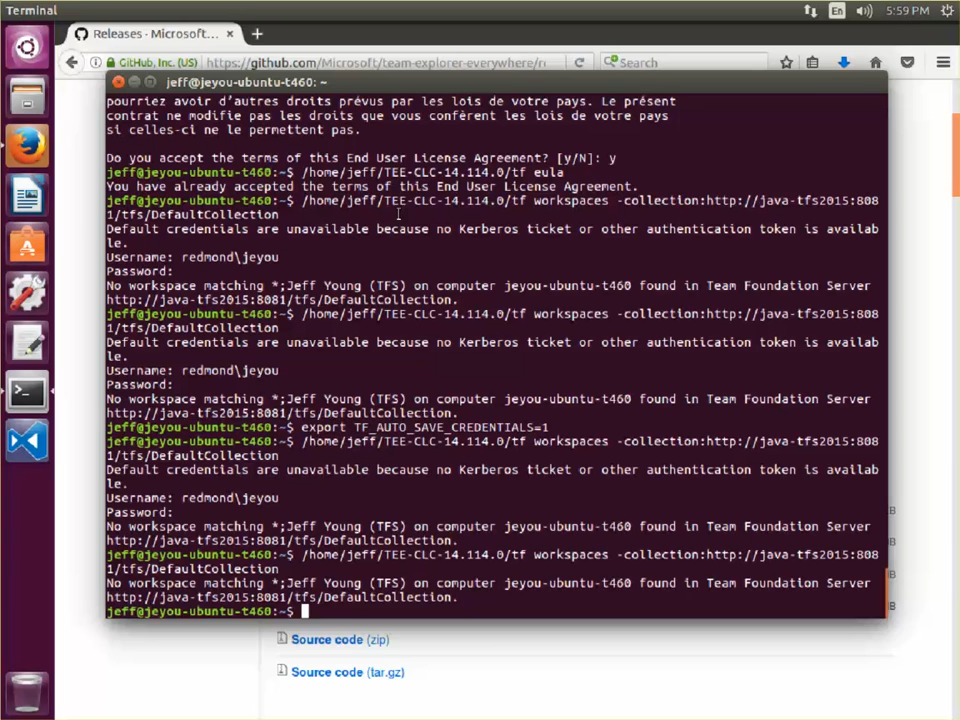 Terminal
En
5:59 PM
Releases · Microsoft...
GitHub, Inc. (US)
https://github.com/Microsoft/team-explorer-everywhere/re
Search
jeff@jeyou-ubuntu-t460: ~
pourriez avoir d'autres droits prévus par les lois de votre pays. Le présent
contrat ne modifie pas les droits que vous confèrent les lois de votre pays
si celles-ci ne le permettent pas.
Do you accept the terms of this End User License Agreement? [y/N]: y
jeff@jeyou-ubuntu-t460:~$ /home/jeff/TEE-CLC-14.114.0/tf eula
You have already accepted the terms of this End User License Agreement.
jeff@jeyou-ubuntu-t460:~$ /home/jeff/TEE-CLC-14.114.0/tf workspaces -collection:http://java-tfs2015:808
1/tfs/DefaultCollection
Default credentials are unavailable because no Kerberos ticket or other authentication token is availab
le.
Username: redmond\jeyou
Password:
No workspace matching *;Jeff Young (TFS) on computer jeyou-ubuntu-t460 found in Team Foundation Server
http://java-tfs2015:8081/tfs/DefaultCollection.
jeff@jeyou-ubuntu-t460:~$ /home/jeff/TEE-CLC-14.114.0/tf workspaces -collection:http://java-tfs2015:808
1/tfs/DefaultCollection
Default credentials are unavailable because no Kerberos ticket or other authentication token is availab
le.
Username: redmond\jeyou
Password:
No workspace matching *;Jeff Young (TFS) on computer jeyou-ubuntu-t460 found in Team Foundation Server
http://java-tfs2015:8081/tfs/DefaultCollection.
jeff@jeyou-ubuntu-t460:~$ export TF_AUTO_SAVE_CREDENTIALS=1
jeff@jeyou-ubuntu-t460:~$ /home/jeff/TEE-CLC-14.114.0/tf workspaces -collection:http://java-tfs2015:808
1/tfs/DefaultCollection
Default credentials are unavailable because no Kerberos ticket or other authentication token is availab
le.
Username: redmond\jeyou
Password:
No workspace matching *;Jeff Young (TFS) on computer jeyou-ubuntu-t460 found in Team Foundation Server
http://java-tfs2015:8081/tfs/DefaultCollection.
jeff@jeyou-ubuntu-t460:~$ /home/jeff/TEE-CLC-14.114.0/tf workspaces -collection:http://java-tfs2015:808
1/tfs/DefaultCollection
No workspace matching *;Jeff Young (TFS) on computer jeyou-ubuntu-t460 found in Team Foundation Server
http://java-tfs2015:8081/tfs/DefaultCollection.
jeff@jeyou-ubuntu-t460:~$
B
B
B
B
Source code (zip)
Source code (tar.gz)